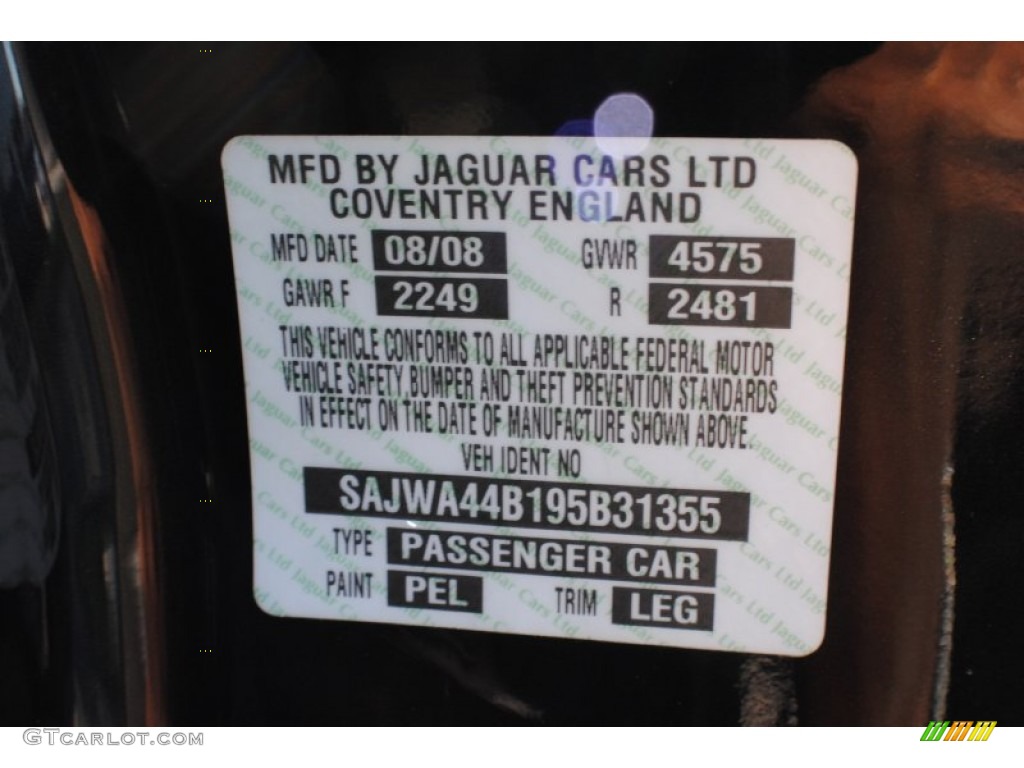 MFD BY JAGUAR CARS LTD
COVENTRY ENGLAND
MFD DATE 08/08 GVWR 4575
GAWR F 2249 R 2481
THIS VEHICLE CONFORMS TO ALL APPLICABLE FEDERAL MOTOR
VEHICLE SAFETY, BUMPER AND THEFT PREVENTION STANDARDS
IN EFFECT ON THE DATE OF MANUFACTURE SHOWN ABOVE.
VEH IDENT NO
SAJWA44B195B31355
TYPE PASSENGER CAR
PAINT PEL TRIM LEG
GTCarlot.com